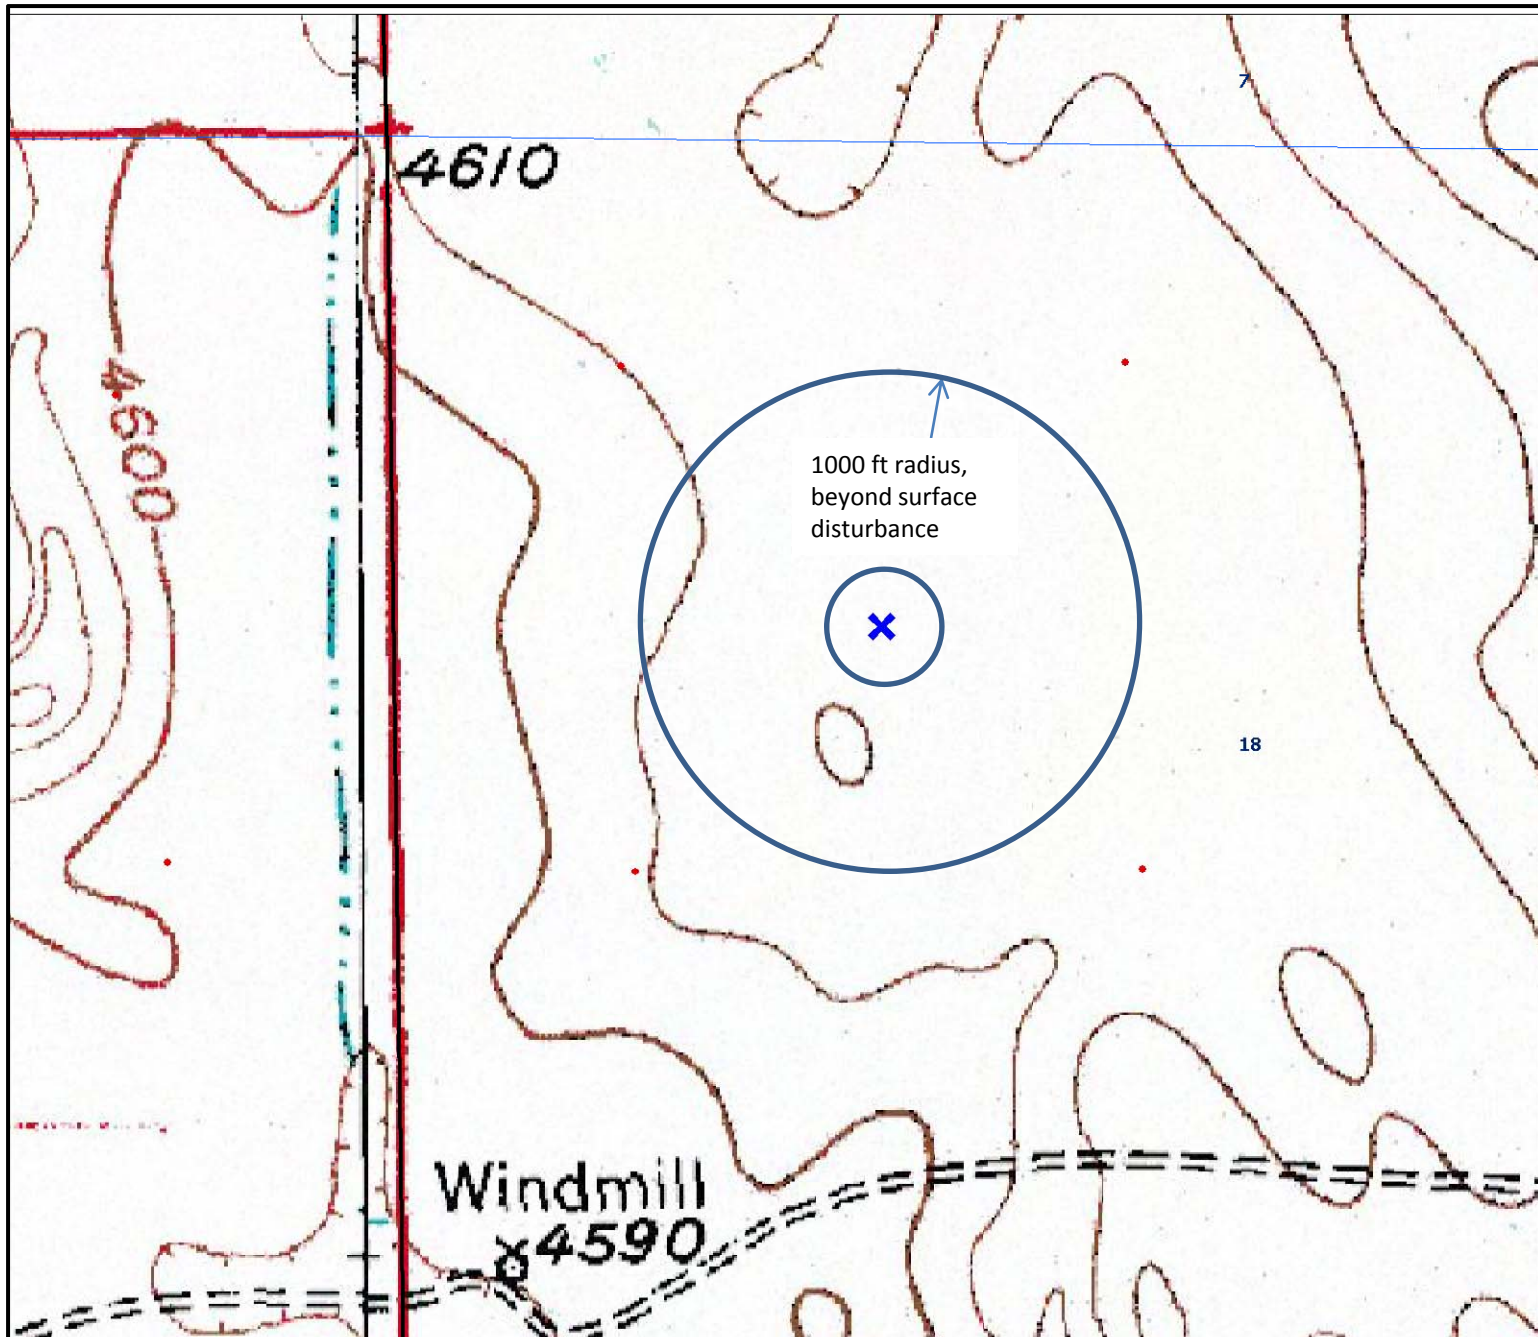 7
4610
4600
1000 ft radius,
beyond surface
disturbance
18
Windmill
4590